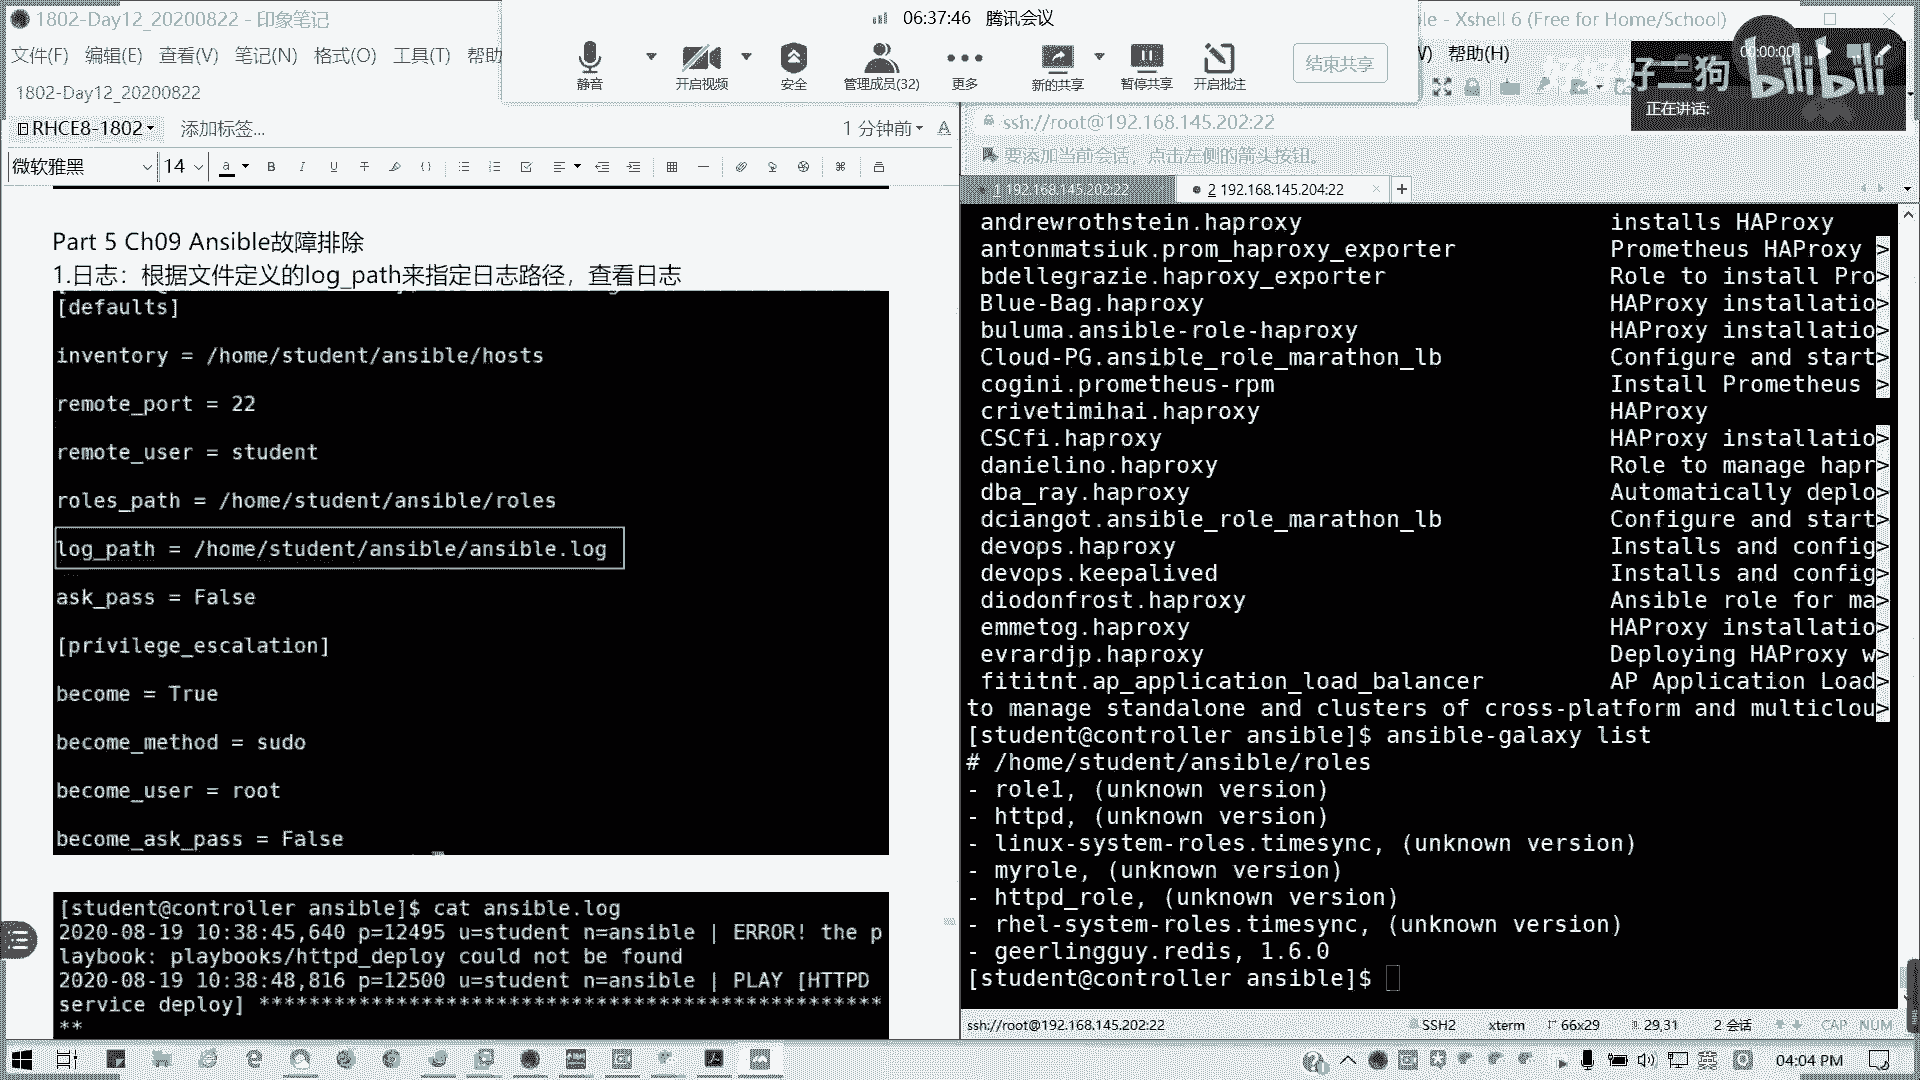 1802-Day12_20200822 - 印象笔记
文件(F) 编辑(E) 查看(V) 笔记(N) 格式(O) 工具(T) 帮助
1802-Day12_20200822
RHCE8-1802 添加标签... 1 分钟前
微软雅黑 14
06:37:46 腾讯会议
静音 开启视频 安全 管理成员(32) 更多 新的共享 暂停共享 开启批注 结束共享
Xshell 6 (Free for Home/School)
帮助(H)
00:00:00
bilibili
正在讲话:
ssh://root@192.168.145.202:22
要添加当前会话，点击左侧的箭头按钮。
1 192.168.145.202:22 2 192.168.145.204:22
Part 5 Ch09 Ansible故障排除
1.日志：根据文件定义的log_path来指定日志路径，查看日志
[defaults]
inventory = /home/student/ansible/hosts
remote_port = 22
remote_user = student
roles_path = /home/student/ansible/roles
log_path = /home/student/ansible/ansible.log
ask_pass = False
[privilege_escalation]
become = True
become_method = sudo
become_user = root
become_ask_pass = False
[student@controller ansible]$ cat ansible.log
2020-08-19 10:38:45,640 p=12495 u=student n=ansible | ERROR! the p
laybook: playbooks/httpd_deploy could not be found
2020-08-19 10:38:48,816 p=12500 u=student n=ansible | PLAY [HTTPD
service deploy] **************************************************
**
andrewrothstein.haproxy installs HAProxy
antonmatsiuk.prom_haproxy_exporter Prometheus HAProxy >
bdellegrazie.haproxy_exporter Role to install Pro>
Blue-Bag.haproxy HAProxy installatio>
buluma.ansible-role-haproxy HAProxy installatio>
Cloud-PG.ansible_role_marathon_lb Configure and start>
cogini.prometheus-rpm Install Prometheus >
crivetimihai.haproxy HAProxy
CSCfi.haproxy HAProxy installatio>
danielino.haproxy Role to manage hapr>
dba_ray.haproxy Automatically deplo>
dciangot.ansible_role_marathon_lb Configure and start>
devops.haproxy Installs and config>
devops.keepalived Installs and config>
diodonfrost.haproxy Ansible role for ma>
emmetog.haproxy HAProxy installatio>
evrardjp.haproxy Deploying HAProxy w>
fititnt.ap_application_load_balancer AP Application Load>
to manage standalone and clusters of cross-platform and multiclou>
[student@controller ansible]$ ansible-galaxy list
# /home/student/ansible/roles
- role1, (unknown version)
- httpd, (unknown version)
- linux-system-roles.timesync, (unknown version)
- myrole, (unknown version)
- httpd_role, (unknown version)
- rhel-system-roles.timesync, (unknown version)
- geerlingguy.redis, 1.6.0
[student@controller ansible]$
ssh://root@192.168.145.202:22 SSH2 xterm 66x29 29,31 2 会话 CAP NUM
英 04:04 PM